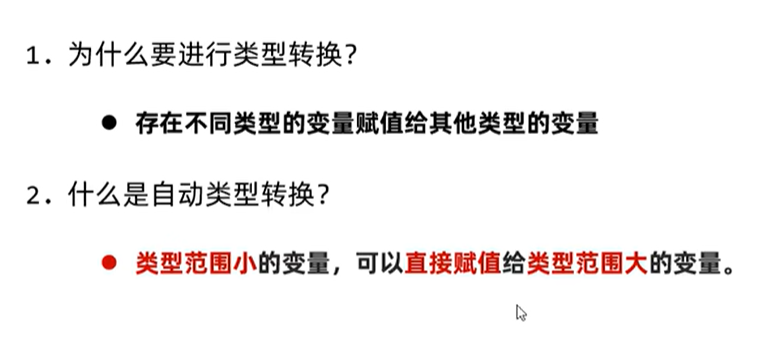 1. 为什么要进行类型转换？
● 存在不同类型的变量赋值给其他类型的变量
2. 什么是自动类型转换？
● 类型范围小的变量，可以直接赋值给类型范围大的变量。